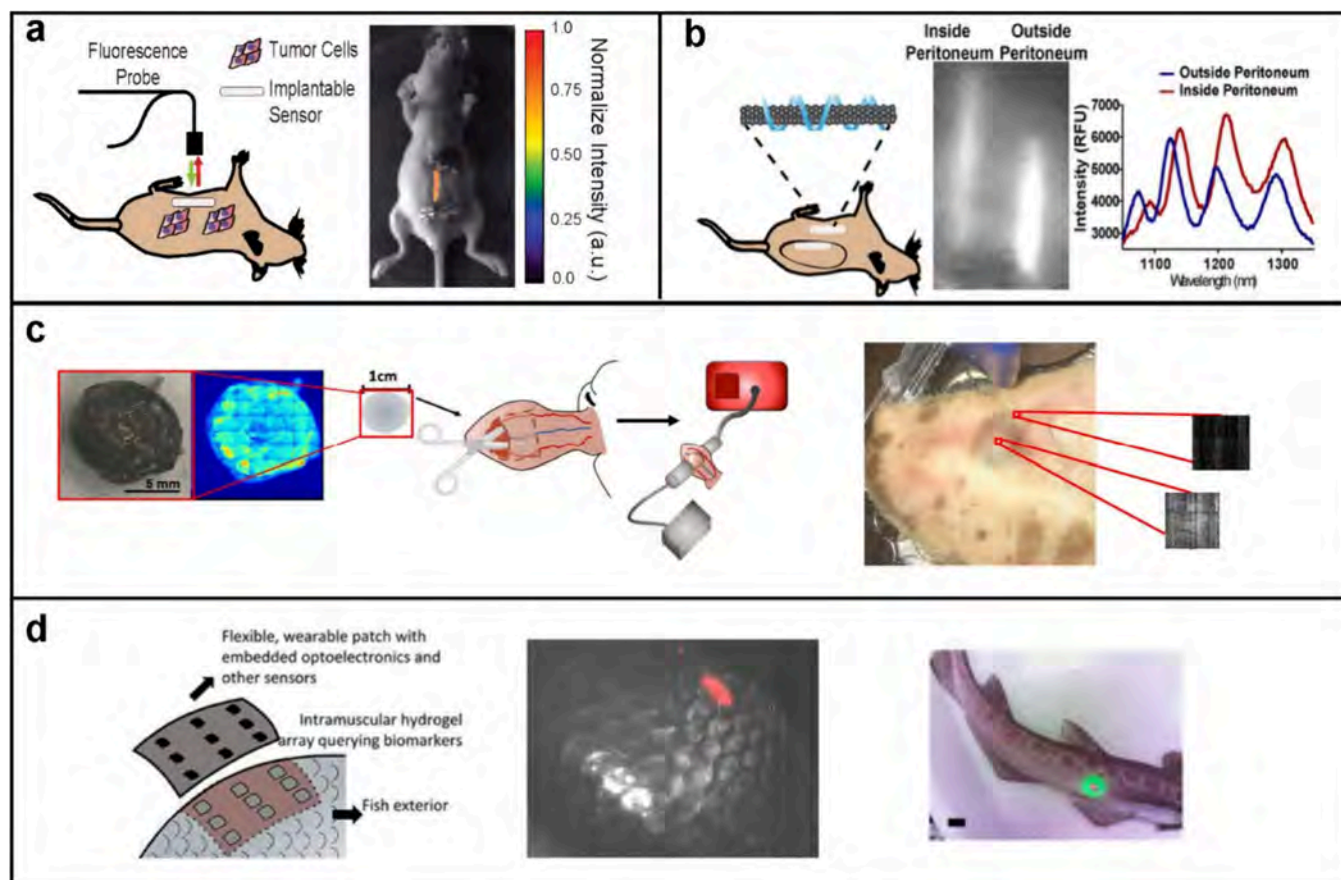 a
Fluorescence
Probe
Tumor Cells
Implantable
Sensor
1.0
0.75
0.50
0.25
0.0
Normalize Intensity (a.u.)
b
Inside
Peritoneum
Outside
Peritoneum
Outside Peritoneum
Inside Peritoneum
Intensity (RFU)
7000
6000
5000
4000
3000
1100
1200
1300
Wavelength (nm)
c
5 mm
1cm
d
Flexible, wearable patch with
embedded optoelectronics and
other sensors
Intramuscular hydrogel
array querying biomarkers
Fish exterior